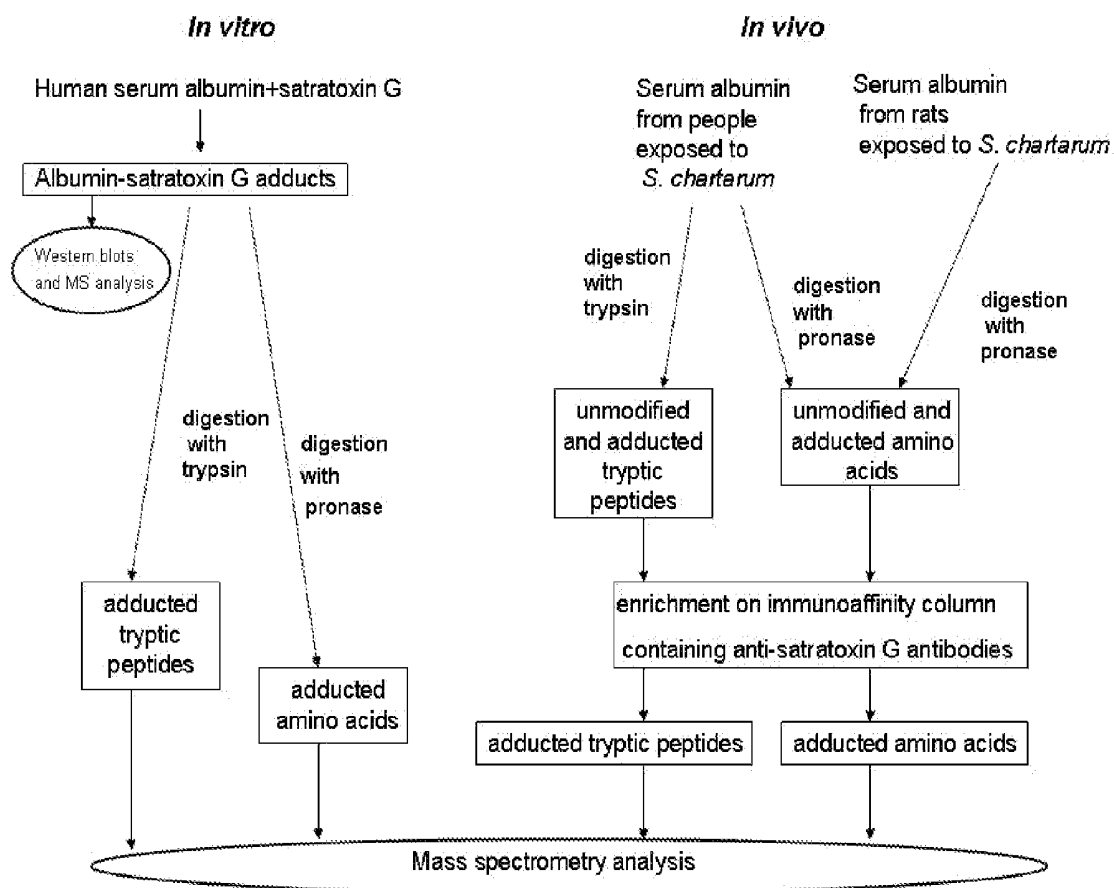 In vitro
Human serum albumin+satratoxin G
Albumin-satratoxin G adducts
Western blots
and MS analysis
digestion
with
trypsin
digestion
with
pronase
adducted
tryptic
peptides
adducted
amino acids
In vivo
Serum albumin
from people
exposed to
S. chartarum
Serum albumin
from rats
exposed to S. chartarum
digestion
with
trypsin
digestion
with
pronase
digestion
with
pronase
unmodified
and adducted
tryptic
peptides
unmodified and
adducted amino
acids
enrichment on immunoaffinity column
containing anti-satratoxin G antibodies
adducted tryptic peptides
adducted amino acids
Mass spectrometry analysis